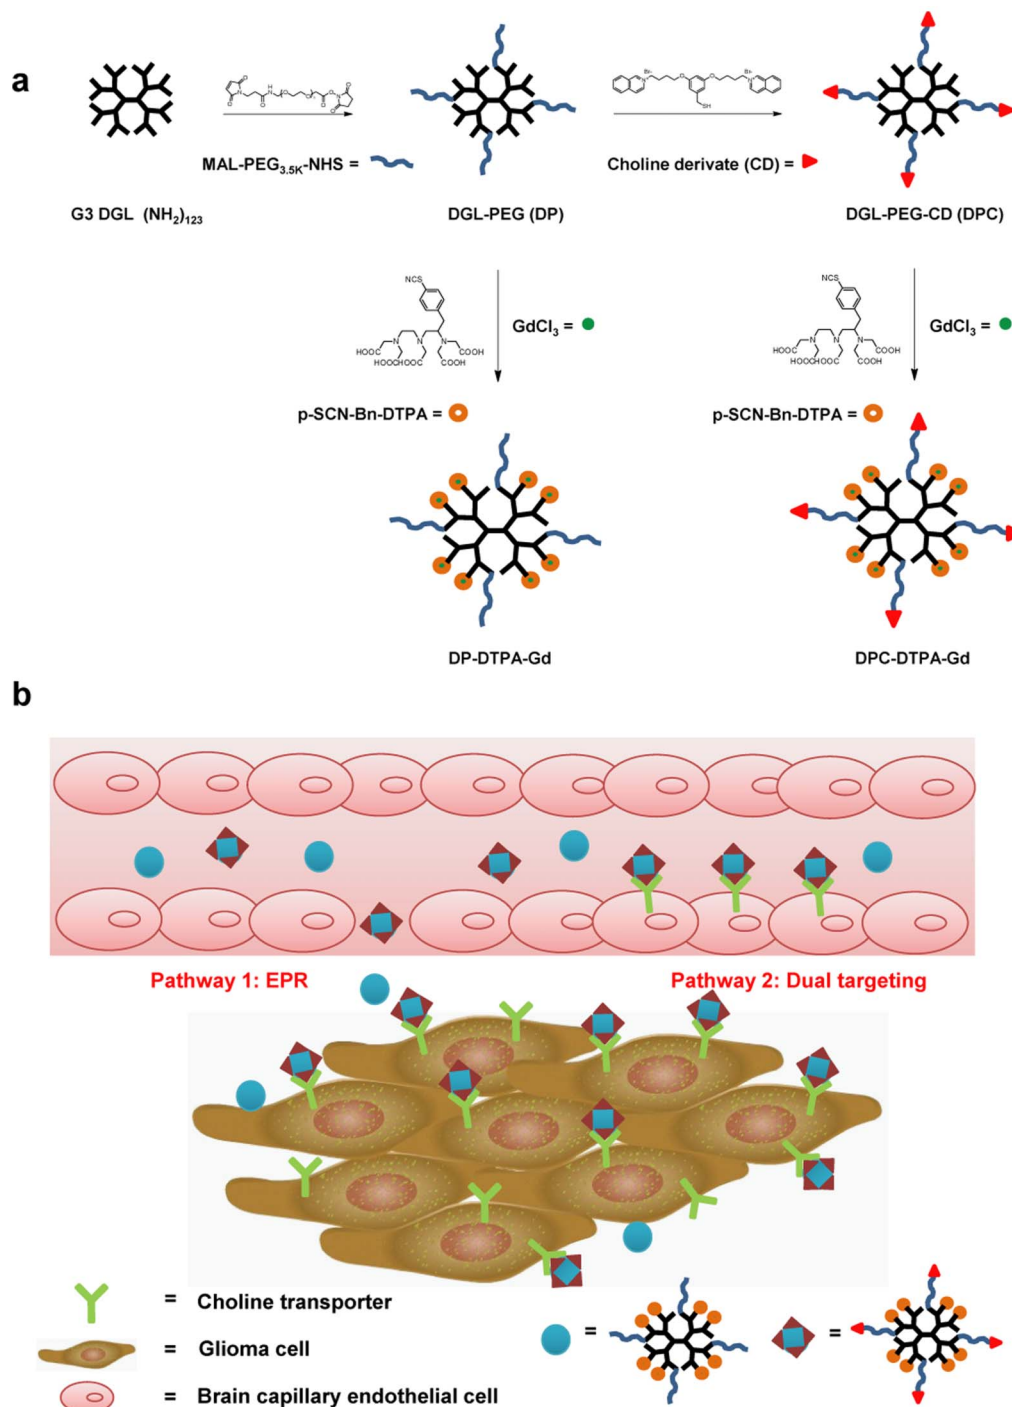 a
MAL-PEG3.5K-NHS =
Choline derivate (CD) =
G3 DGL (NH2)123
DGL-PEG (DP)
DGL-PEG-CD (DPC)
GdCl3 =
GdCl3 =
p-SCN-Bn-DTPA =
p-SCN-Bn-DTPA =
DP-DTPA-Gd
DPC-DTPA-Gd
b
Pathway 1: EPR
Pathway 2: Dual targeting
= Choline transporter
= Glioma cell
= Brain capillary endothelial cell
=
=